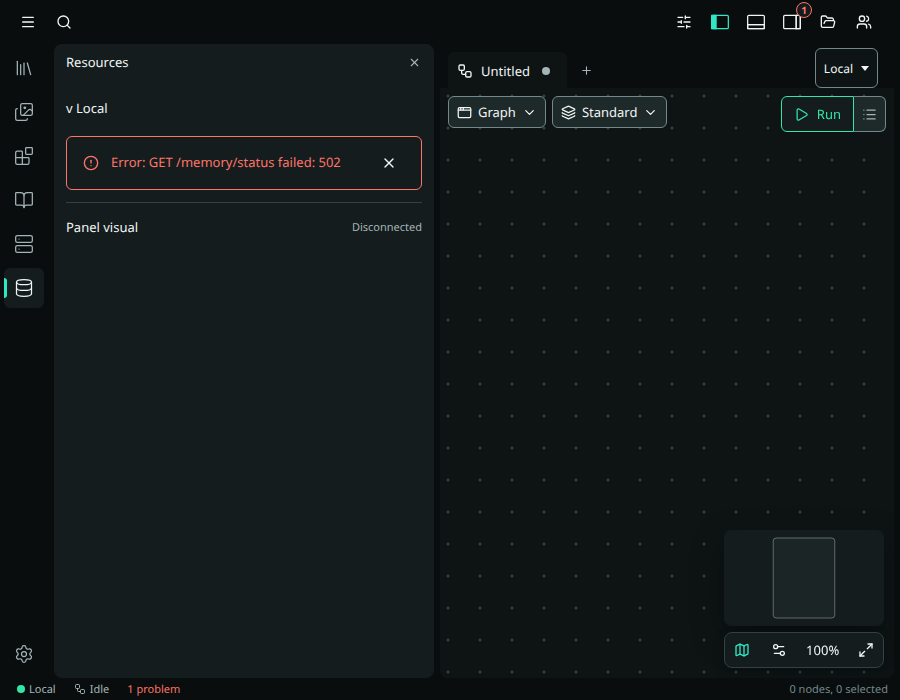 1
Resources
Untitled
Local
v Local
Graph
Standard
Run
Error: GET /memory/status failed: 502
Panel visual
Disconnected
100%
Local
Idle
1 problem
0 nodes, 0 selected